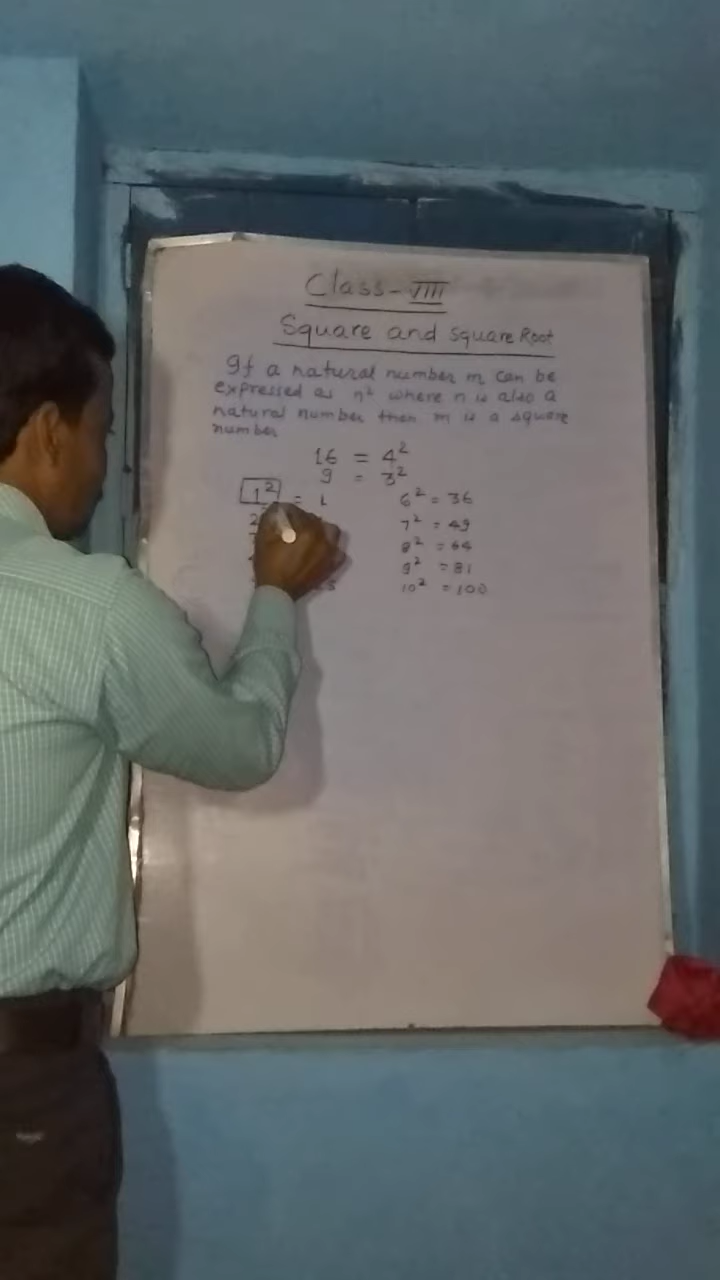 Class - VIII
Square and Square Root
If a natural number m can be
expressed as n² where n is also a
natural number then m is a square
number
16 = 4²
9 = 3²
1² = 1
6² = 36
7² = 49
8² = 64
9² = 81
10² = 100